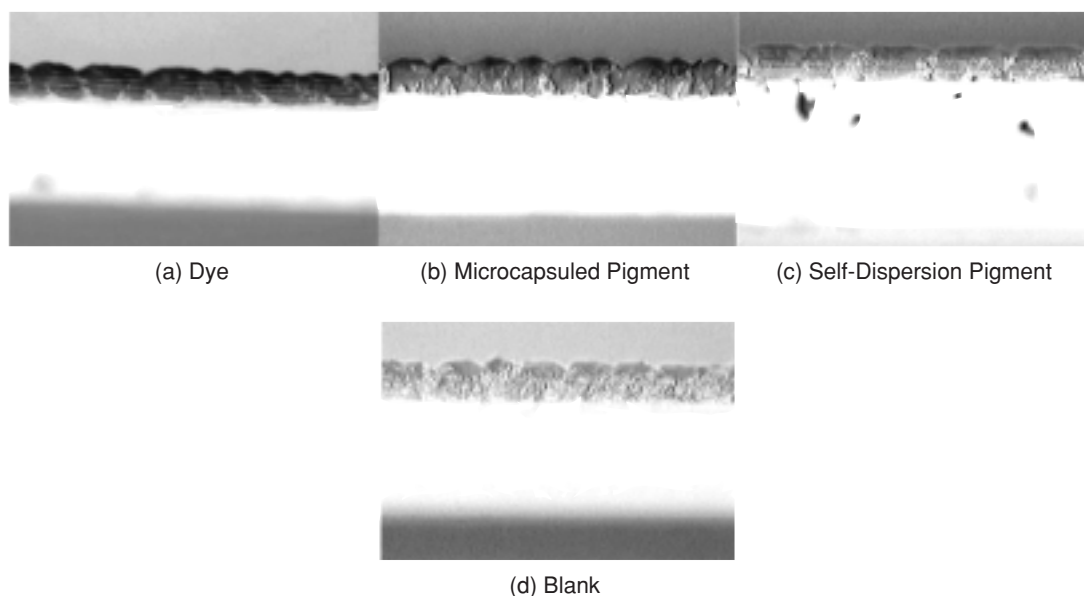 (a) Dye
(b) Microcapsuled Pigment
(c) Self-Dispersion Pigment
(d) Blank